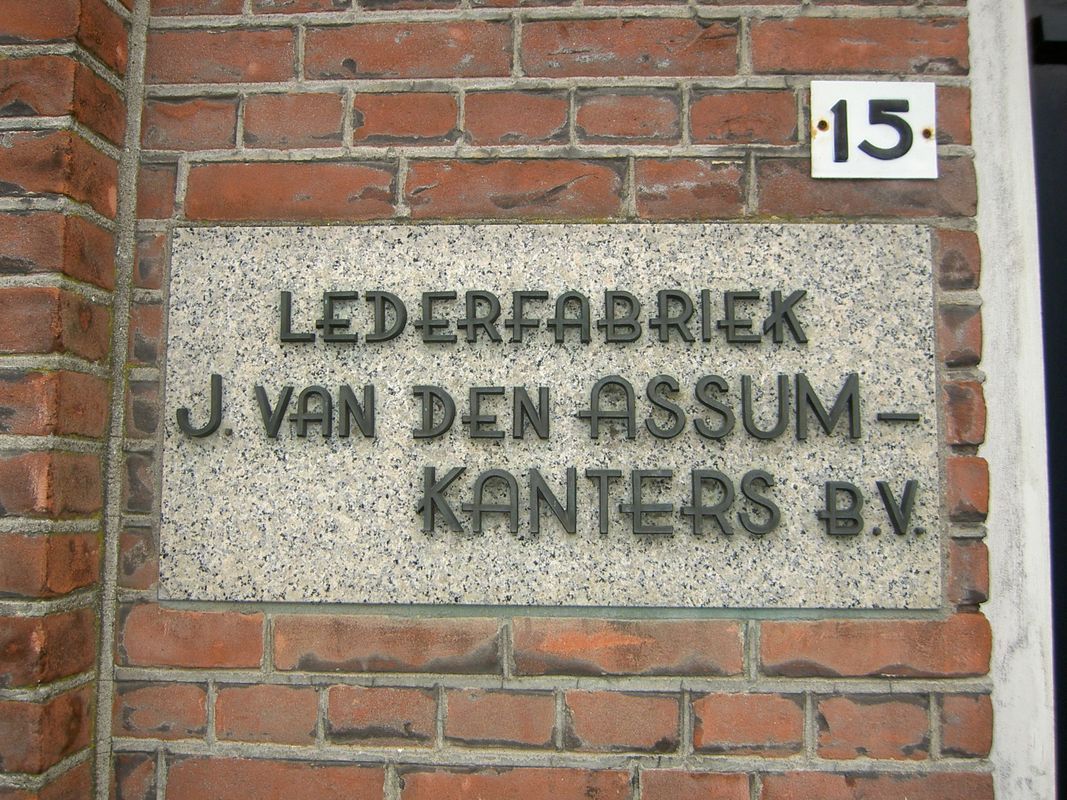 15
LEDERFABRIEK
J. VAN DEN ASSUM -
KANTERS B.V.